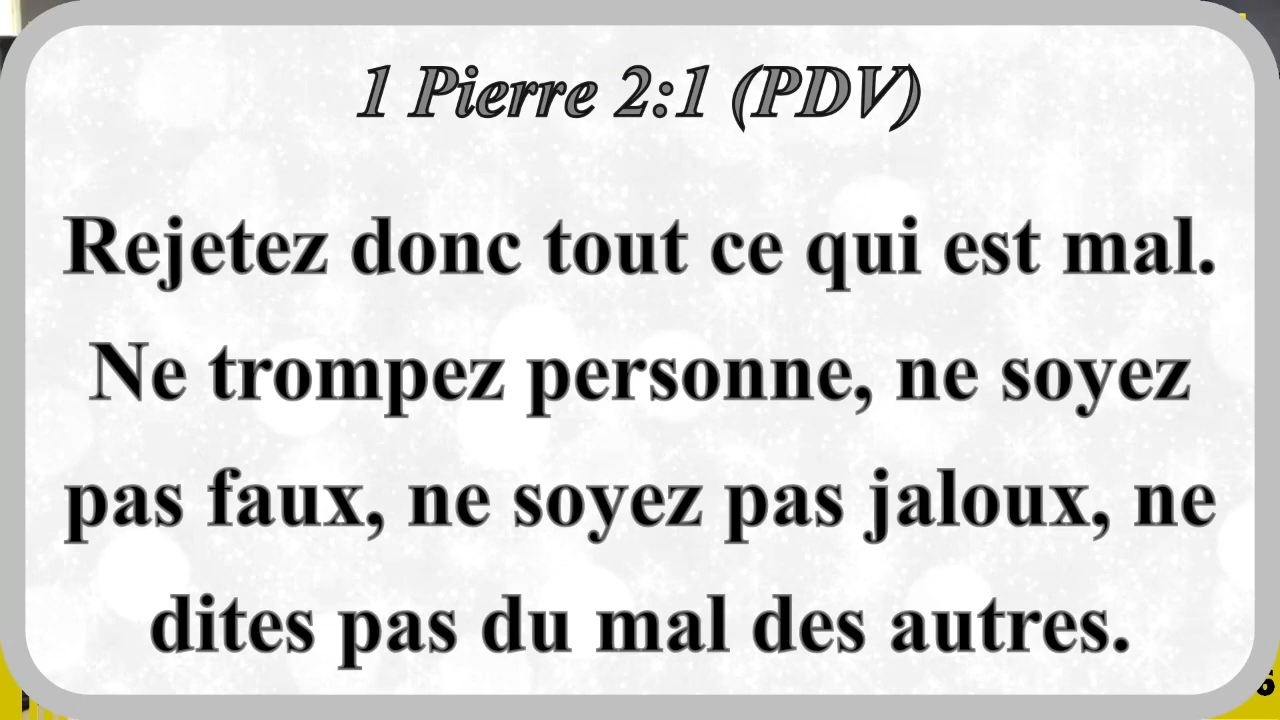 1 Pierre 2:1 (PDV)
Rejetez donc tout ce qui est mal.
Ne trompez personne, ne soyez
pas faux, ne soyez pas jaloux, ne
dites pas du mal des autres.